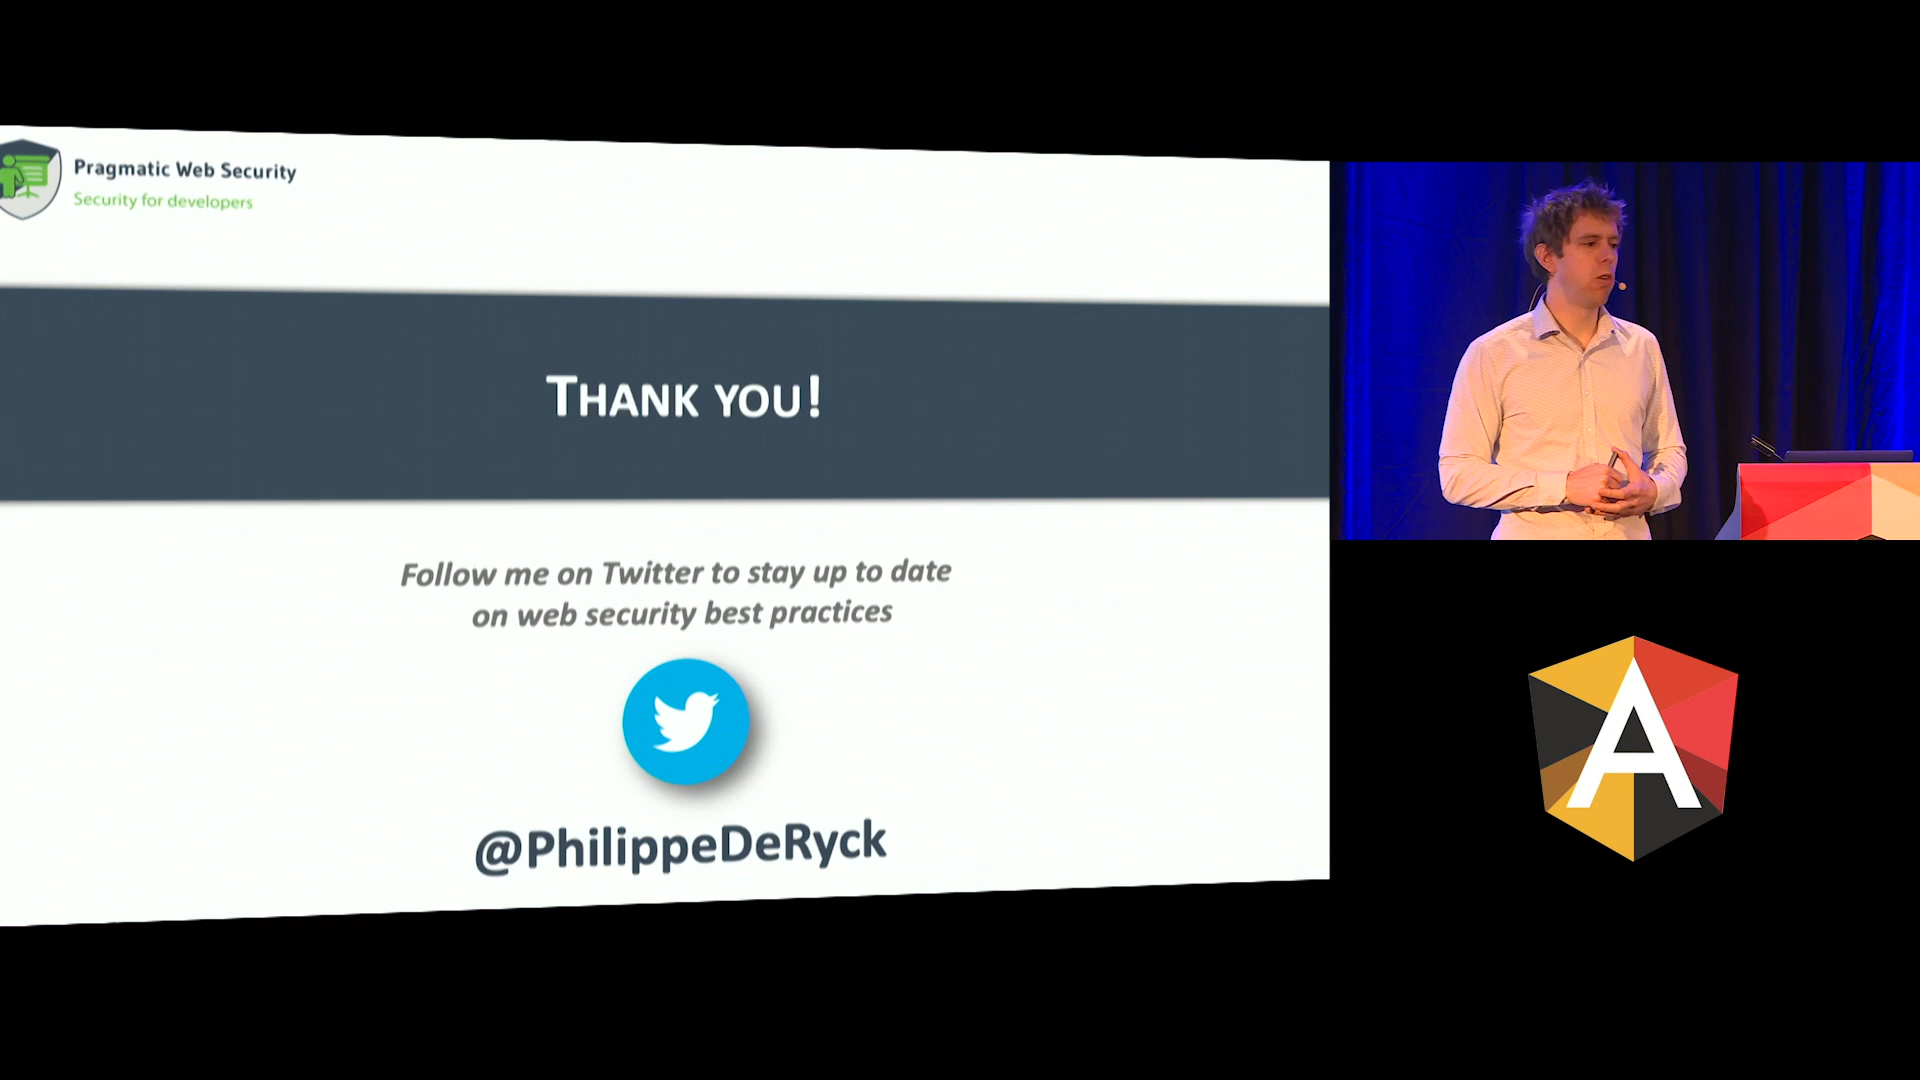 Pragmatic Web Security
Security for developers
THANK YOU!
Follow me on Twitter to stay up to date
on web security best practices
@PhilippeDeRyck
A